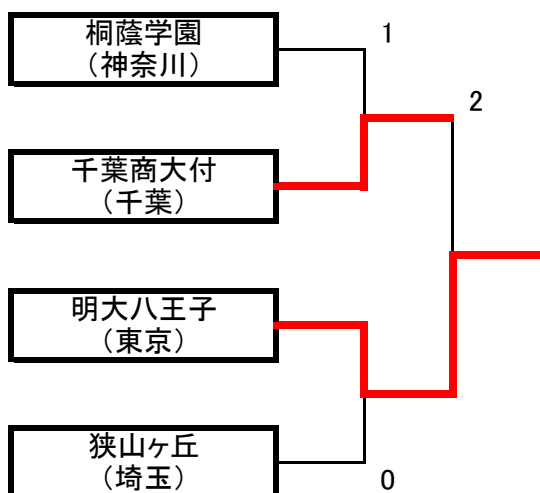 桐蔭学園
（神奈川）
1
2
千葉商大付
（千葉）
明大八王子
（東京）
狭山ヶ丘
（埼玉）
0